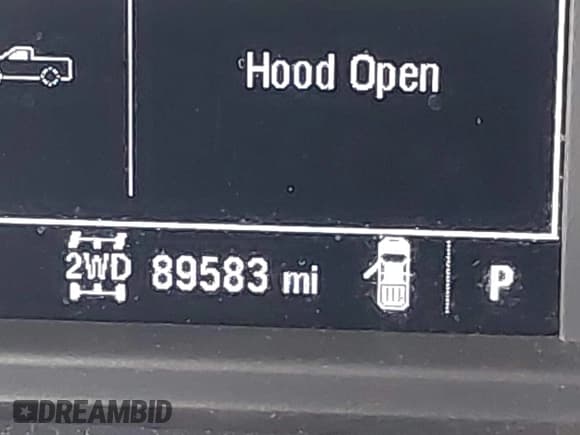 Hood Open
2WD 89583 mi P
DREAMBID